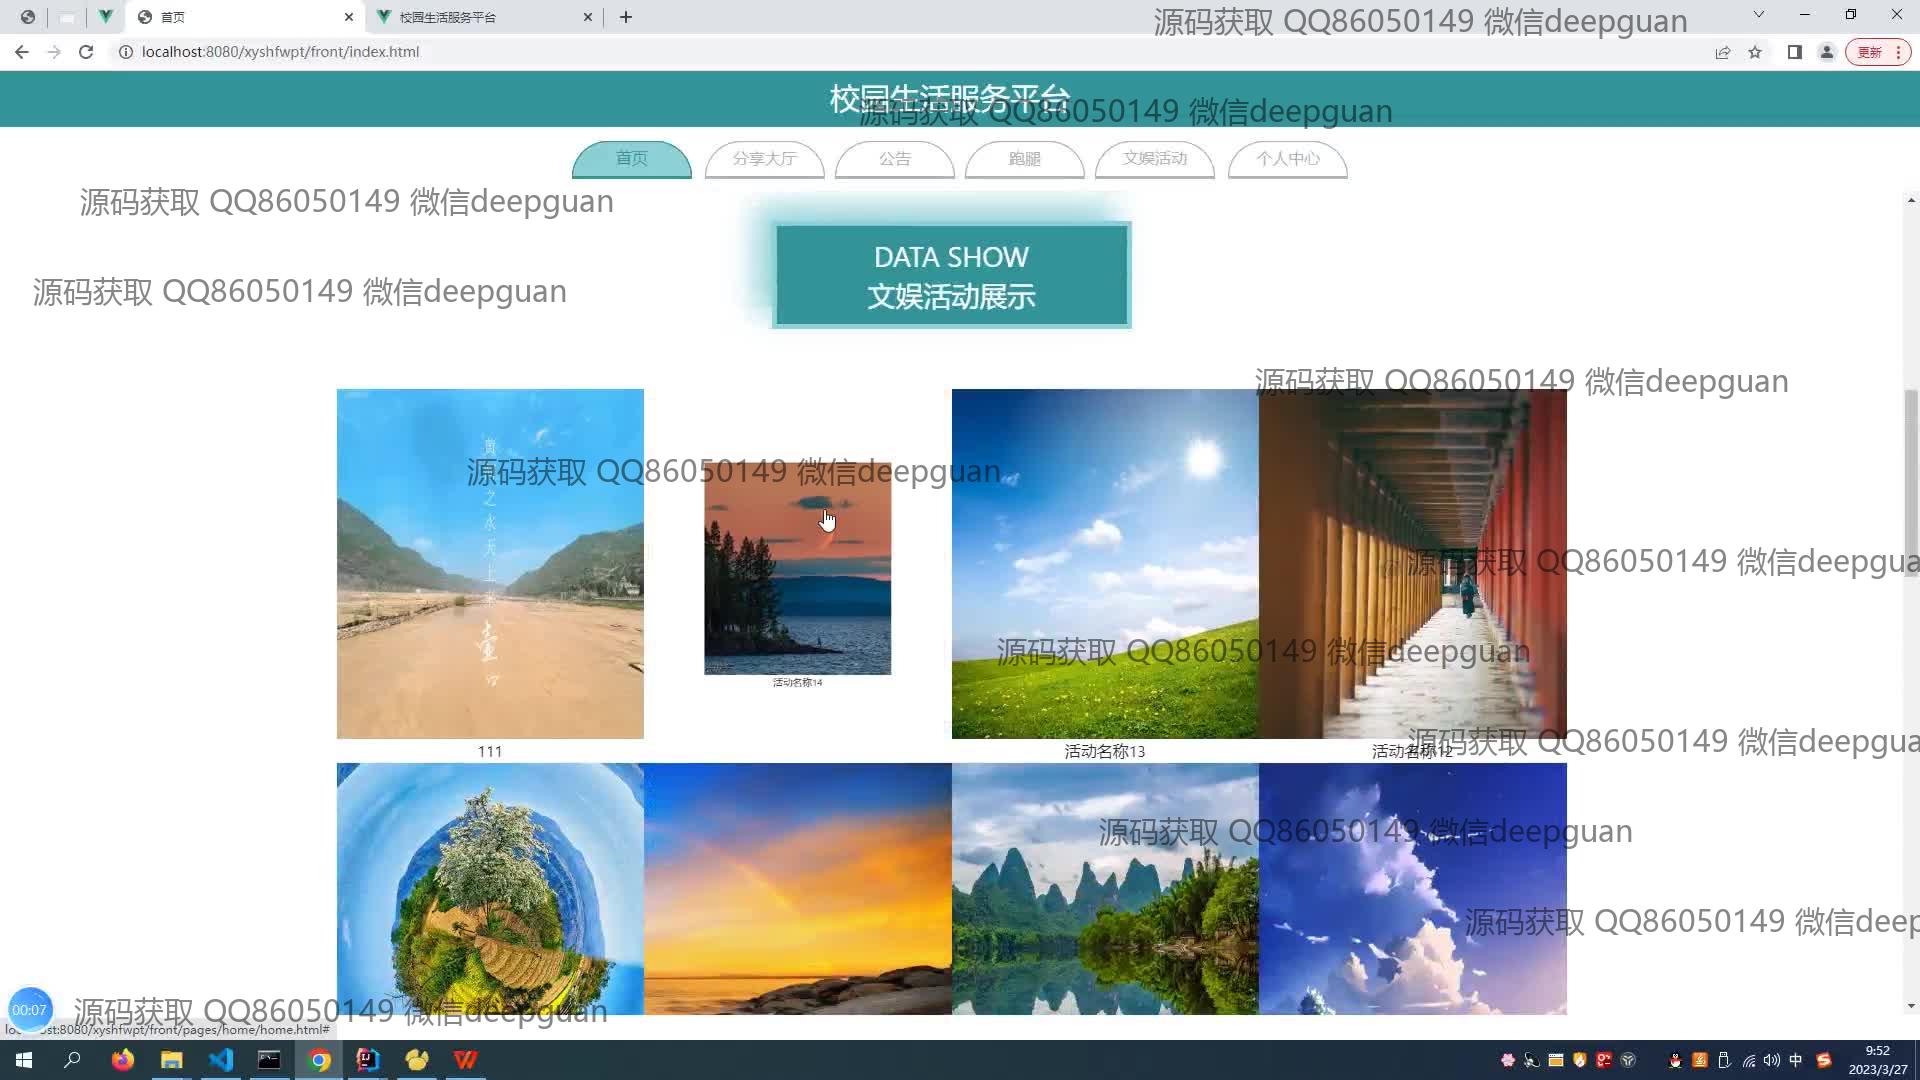 首页
校园生活服务平台
源码获取 QQ86050149 微信deepguan
localhost:8080/xyshfwpt/front/index.html
更新
校园生活服务平台
源码获取 QQ86050149 微信deepguan
首页
分享大厅
公告
跑腿
文娱活动
个人中心
源码获取 QQ86050149 微信deepguan
DATA SHOW
文娱活动展示
源码获取 QQ86050149 微信deepguan
源码获取 QQ86050149 微信deepguan
源码获取 QQ86050149 微信deepguan
之水天上
壶口
源码获取 QQ86050149 微信deepgua
源码获取 QQ86050149 微信deepguan
活动名称14
源码获取 QQ86050149 微信deepgua
111
活动名称13
活动名称12
源码获取 QQ86050149 微信deepguan
源码获取 QQ86050149 微信deep
00:07
源码获取 QQ86050149 微信deepguan
st:8080/xyshfwpt/front/pages/home/home.html#
中
9:52
2023/3/27